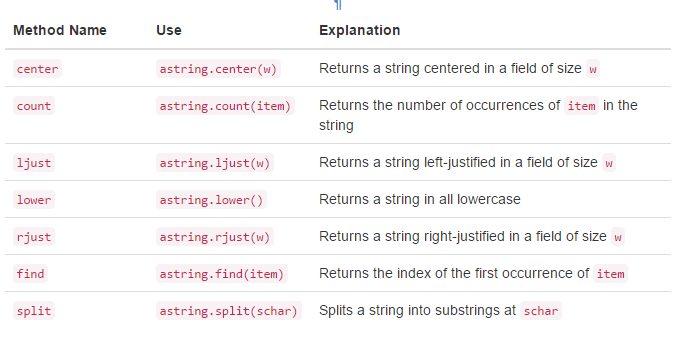 ¶
Method Name Use Explanation
center astring.center(w) Returns a string centered in a field of size w
count astring.count(item) Returns the number of occurrences of item in the
string
ljust astring.ljust(w) Returns a string left-justified in a field of size w
lower astring.lower() Returns a string in all lowercase
rjust astring.rjust(w) Returns a string right-justified in a field of size w
find astring.find(item) Returns the index of the first occurrence of item
split astring.split(schar) Splits a string into substrings at schar